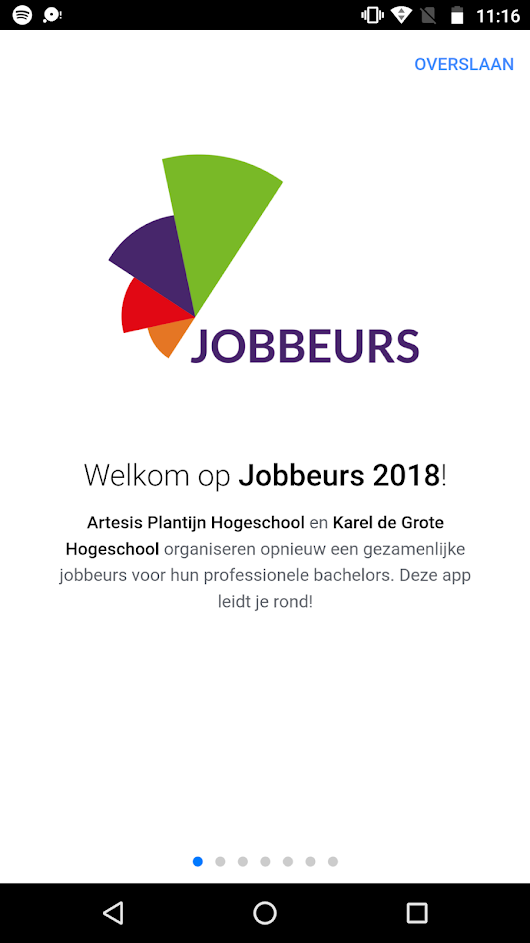 11:16
OVERSLAAN
JOBBEURS
Welkom op Jobbeurs 2018!
Artesis Plantijn Hogeschool en Karel de Grote
Hogeschool organiseren opnieuw een gezamenlijke
jobbeurs voor hun professionele bachelors. Deze app
leidt je rond!